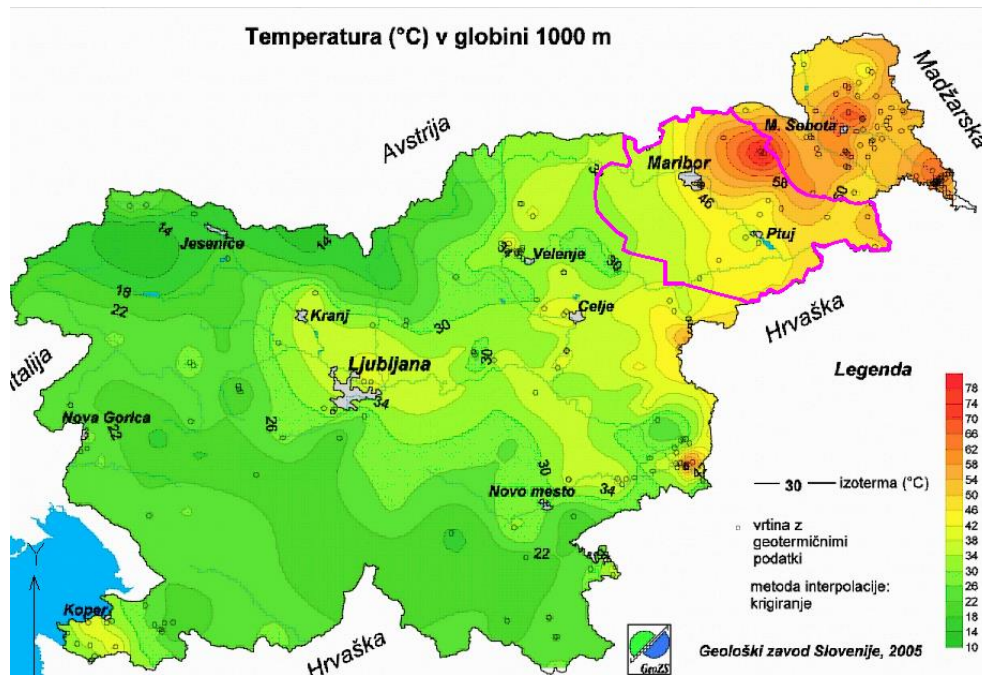 Temperatura (°C) v globini 1000 m
Madžarska
Avstrija
M. Sobota
Maribor
58
50
46
14
Jesenice
14
Ptuj
34
Velenje
30
18
22
Kranj
30
Celje
Hrvaška
Italija
Ljubljana
30
34
Legenda
Nova Gorica
22
26
30
34
Novo mesto
22
Koper
Hrvaška
78
74
70
66
62
58
54
50
46
42
38
34
30
26
22
18
14
10
30 izoterma (°C)
vrtina z
geotermičnimi
podatki
metoda interpolacije:
krigiranje
GeoZS
Geološki zavod Slovenije, 2005